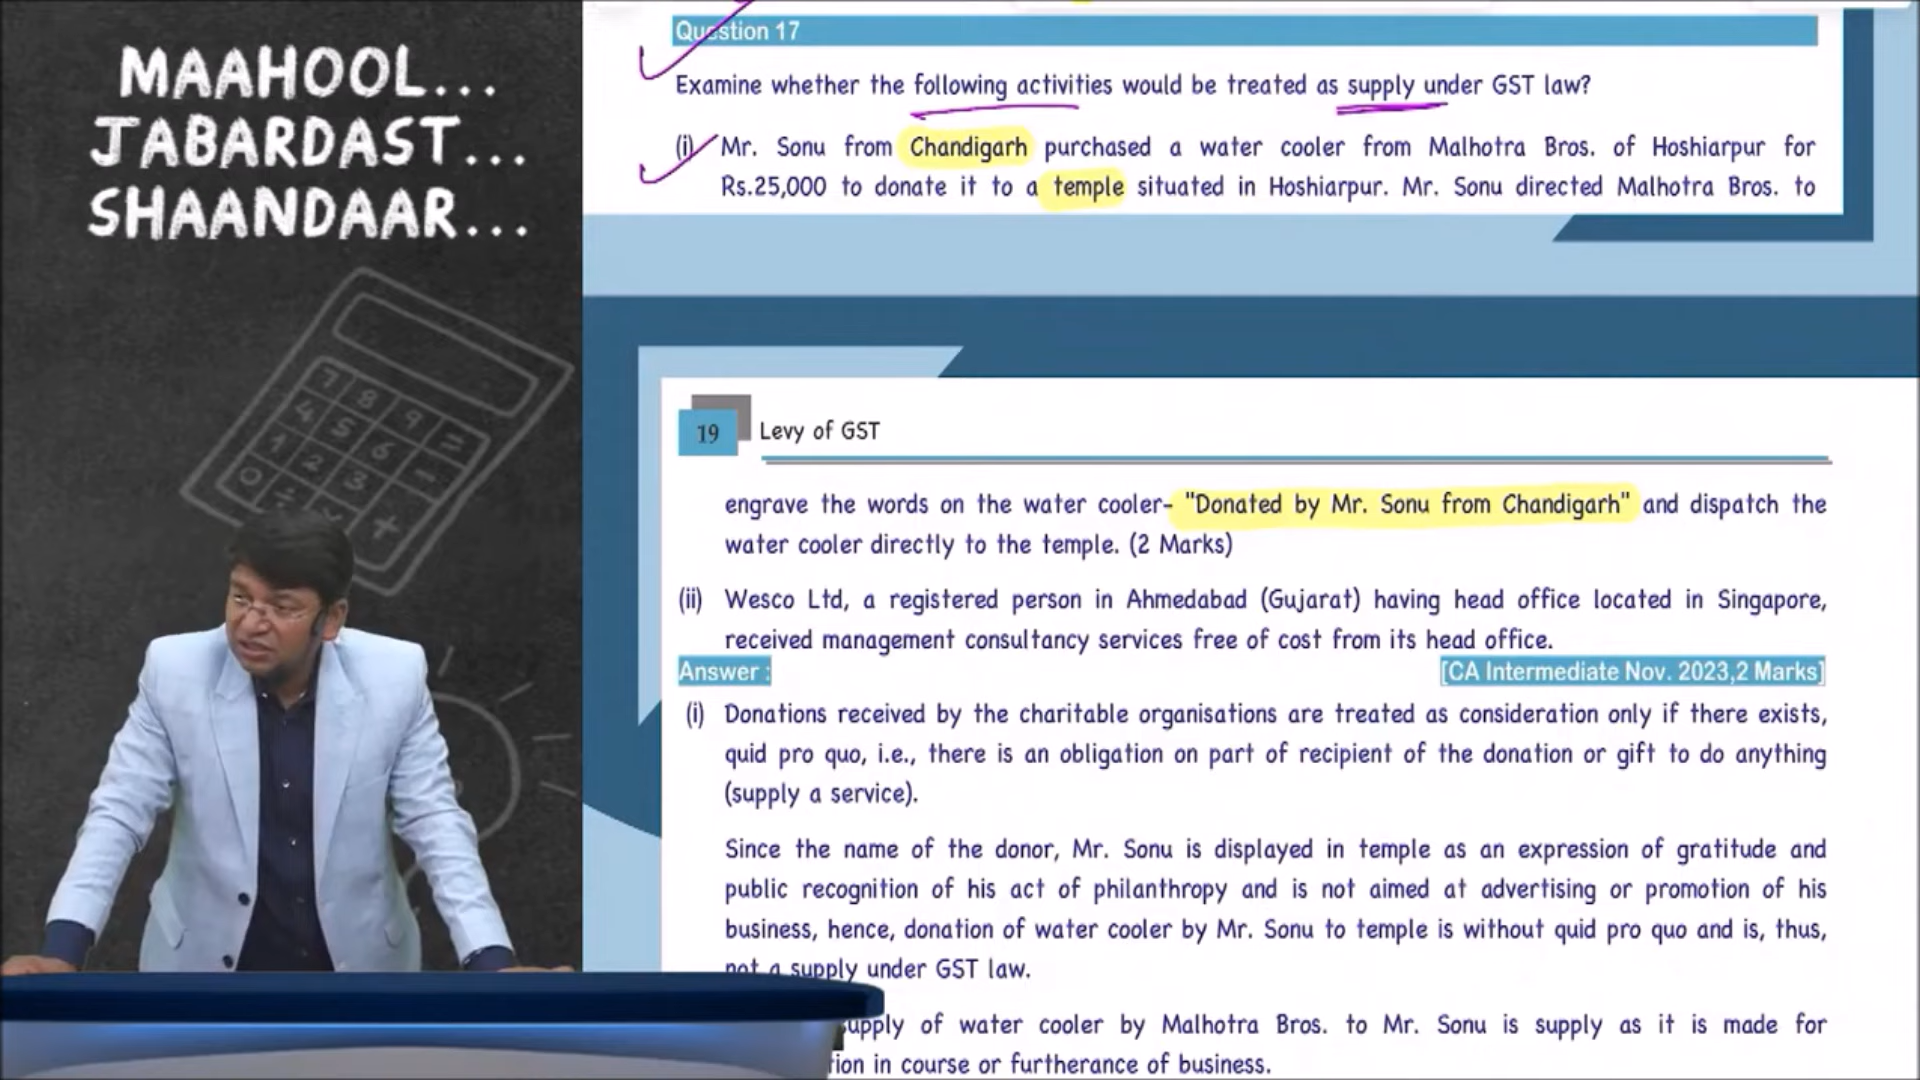 MAAHOOL...
JABARDAST...
SHAANDAAR...
7 8 9 =
4 5 6 -
1 2 3
0 ÷ × +
Question 17
Examine whether the following activities would be treated as supply under GST law?
(i) Mr. Sonu from Chandigarh purchased a water cooler from Malhotra Bros. of Hoshiarpur for
Rs.25,000 to donate it to a temple situated in Hoshiarpur. Mr. Sonu directed Malhotra Bros. to
19 Levy of GST
engrave the words on the water cooler- "Donated by Mr. Sonu from Chandigarh" and dispatch the
water cooler directly to the temple. (2 Marks)
(ii) Wesco Ltd, a registered person in Ahmedabad (Gujarat) having head office located in Singapore,
received management consultancy services free of cost from its head office.
Answer : [CA Intermediate Nov. 2023,2 Marks]
(i) Donations received by the charitable organisations are treated as consideration only if there exists,
quid pro quo, i.e., there is an obligation on part of recipient of the donation or gift to do anything
(supply a service).
Since the name of the donor, Mr. Sonu is displayed in temple as an expression of gratitude and
public recognition of his act of philanthropy and is not aimed at advertising or promotion of his
business, hence, donation of water cooler by Mr. Sonu to temple is without quid pro quo and is, thus,
not a supply under GST law.
supply of water cooler by Malhotra Bros. to Mr. Sonu is supply as it is made for
in course or furtherance of business.